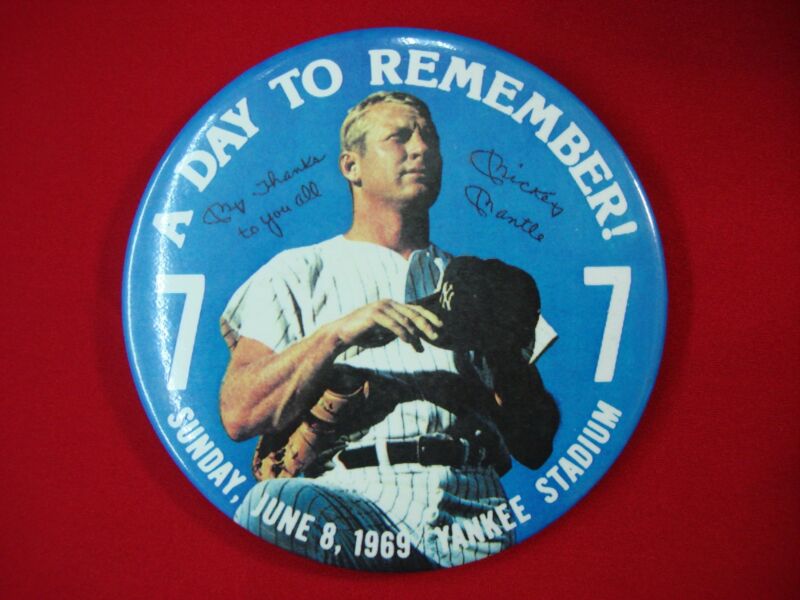 A DAY TO REMEMBER!
My Thanks
to you all
Mickey
Mantle
7 7
NY
SUNDAY, JUNE 8, 1969 YANKEE STADIUM